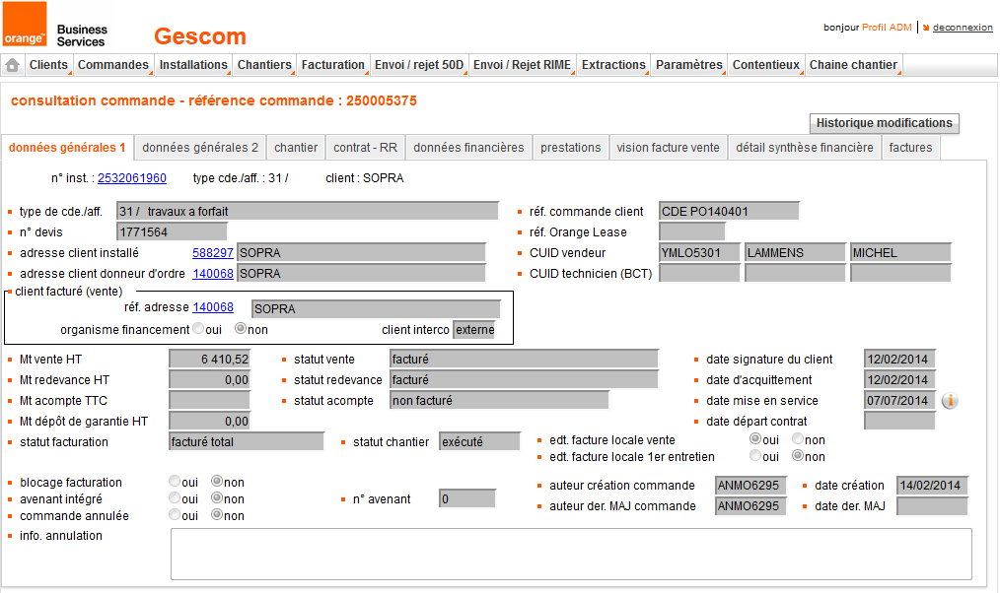 orange™ Business Services
Gescom
bonjour Profil ADM | deconnexion
Clients Commandes Installations Chantiers Facturation Envoi / rejet 50D Envoi / Rejet RIME Extractions Paramètres Contentieux Chaine chantier
consultation commande - référence commande : 250005375
Historique modifications
données générales 1 données générales 2 chantier contrat - RR données financières prestations vision facture vente détail synthèse financière factures
n° inst. : 2532061960 type cde./aff. : 31 / client : SOPRA
type de cde./aff. 31 / travaux a forfait réf. commande client CDE PO140401
n° devis 1771564 réf. Orange Lease
adresse client installé 588297 SOPRA CUID vendeur YMLO5301 LAMMENS MICHEL
adresse client donneur d'ordre 140068 SOPRA CUID technicien (BCT)
client facturé (vente)
réf. adresse 140068 SOPRA
organisme financement oui non client interco externe
Mt vente HT 6 410,52 statut vente facturé date signature du client 12/02/2014
Mt redevance HT 0,00 statut redevance facturé date d'acquittement 12/02/2014
Mt acompte TTC statut acompte non facturé date mise en service 07/07/2014
Mt dépôt de garantie HT 0,00 date départ contrat
statut facturation facturé total statut chantier exécuté edt. facture locale vente oui non
edt. facture locale 1er entretien oui non
blocage facturation oui non auteur création commande ANMO6295 date création 14/02/2014
avenant intégré oui non n° avenant 0
commande annulée oui non auteur der. MAJ commande ANMO6295 date der. MAJ
info. annulation